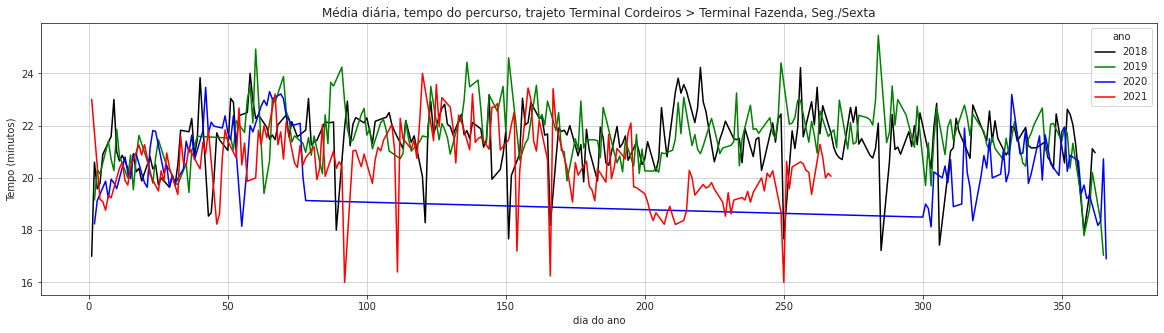 Média diária, tempo do percurso, trajeto Terminal Cordeiros > Terminal Fazenda, Seg./Sexta
ano
2018
2019
2020
2021
Tempo (minutos)
24
22
20
18
16
0 50 100 150 200 250 300 350
dia do ano